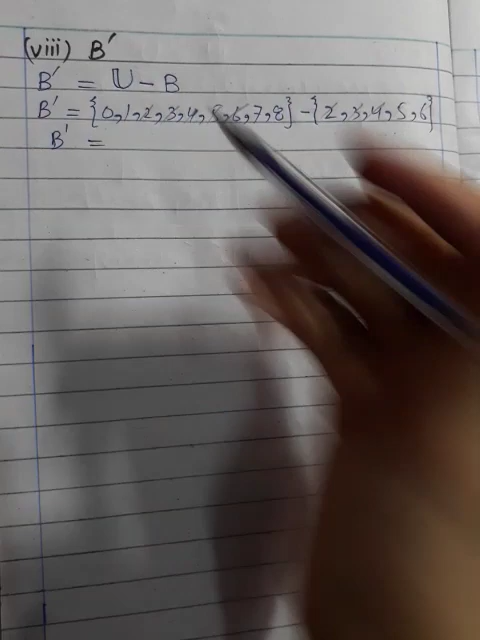 (viii) B′
B′ = U − B
B′ = {0,1,2,3,4,5,6,7,8} − {2,3,4,5,6}
B′ =